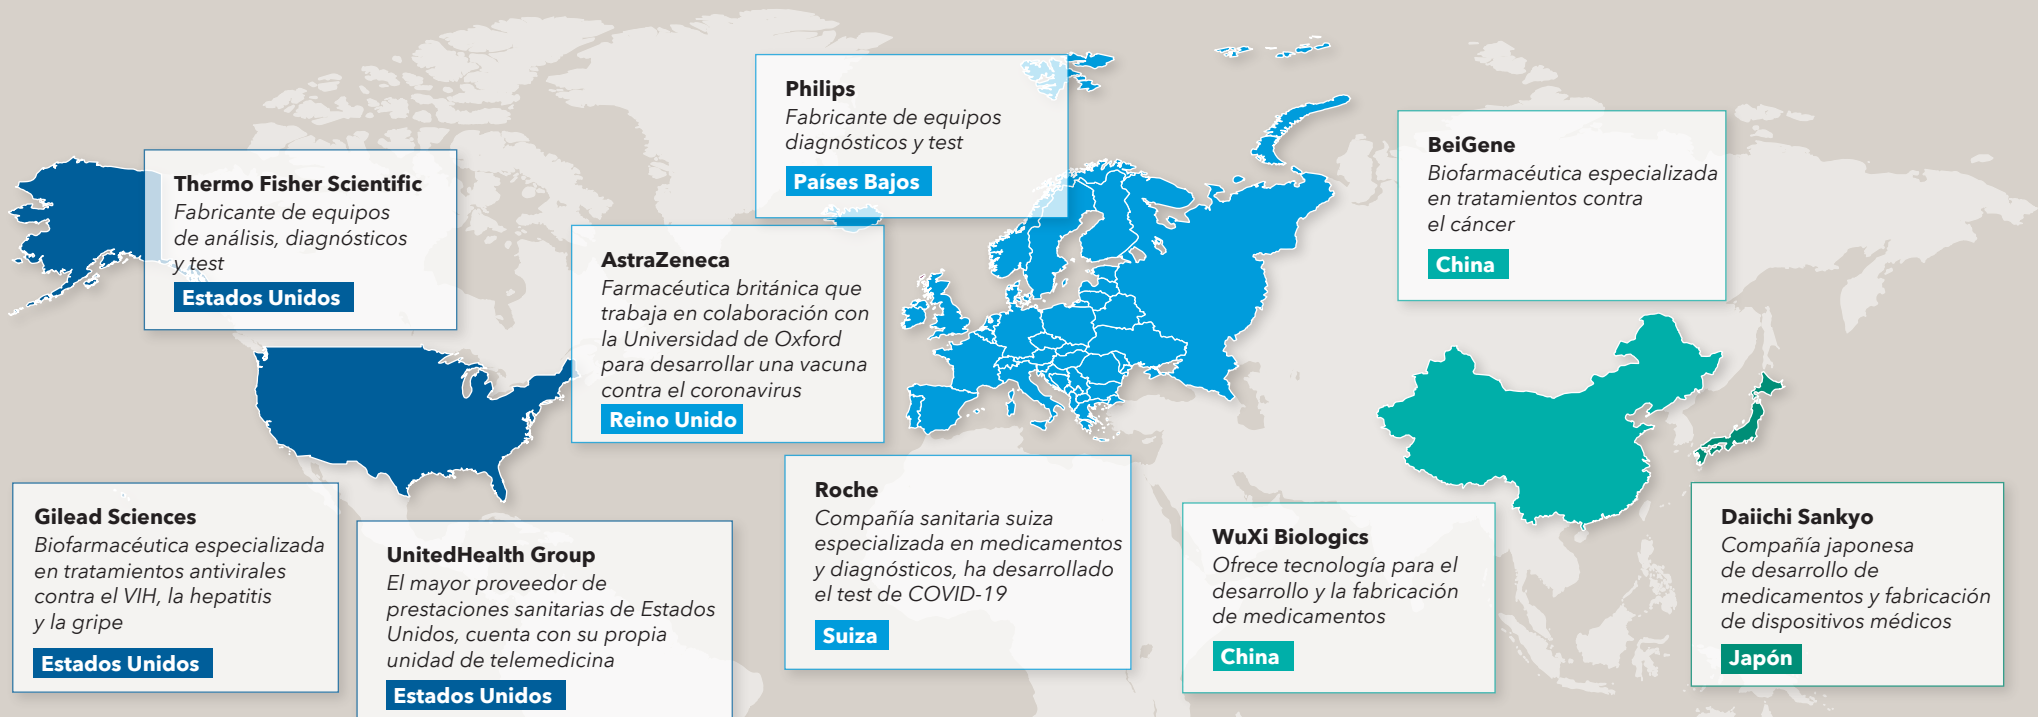 Philips
Fabricante de equipos
diagnósticos y test
Países Bajos
BeiGene
Biofarmacéutica especializada
en tratamientos contra
el cáncer
China
Thermo Fisher Scientific
Fabricante de equipos
de análisis, diagnósticos
y test
Estados Unidos
AstraZeneca
Farmacéutica británica que
trabaja en colaboración con
la Universidad de Oxford
para desarrollar una vacuna
contra el coronavirus
Reino Unido
Gilead Sciences
Biofarmacéutica especializada
en tratamientos antivirales
contra el VIH, la hepatitis
y la gripe
Estados Unidos
UnitedHealth Group
El mayor proveedor de
prestaciones sanitarias de Estados
Unidos, cuenta con su propia
unidad de telemedicina
Estados Unidos
Roche
Compañía sanitaria suiza
especializada en medicamentos
y diagnósticos, ha desarrollado
el test de COVID-19
Suiza
WuXi Biologics
Ofrece tecnología para el
desarrollo y la fabricación
de medicamentos
China
Daiichi Sankyo
Compañía japonesa
de desarrollo de
medicamentos y fabricación
de dispositivos médicos
Japón